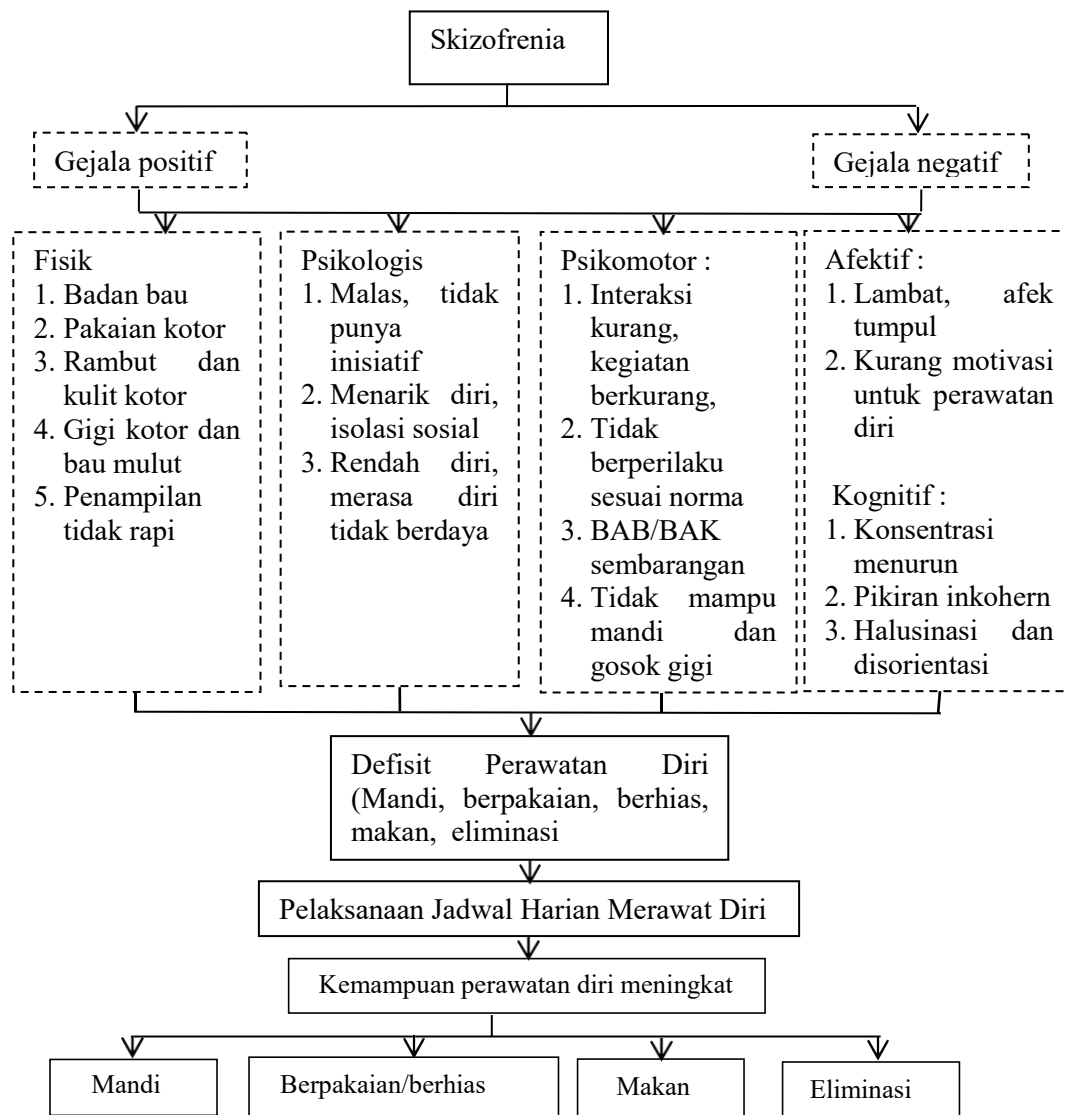 Skizofrenia
Gejala positif
Gejala negatif
Fisik
1. Badan bau
2. Pakaian kotor
3. Rambut dan
kulit kotor
4. Gigi kotor dan
bau mulut
5. Penampilan
tidak rapi
Psikologis
1. Malas, tidak
punya
inisiatif
2. Menarik diri,
isolasi sosial
3. Rendah diri,
merasa diri
tidak berdaya
Psikomotor :
1. Interaksi
kurang,
kegiatan
berkurang,
2. Tidak
berperilaku
sesuai norma
3. BAB/BAK
sembarangan
4. Tidak mampu
mandi dan
gosok gigi
Afektif :
1. Lambat, afek
tumpul
2. Kurang motivasi
untuk perawatan
diri
Kognitif :
1. Konsentrasi
menurun
2. Pikiran inkohern
3. Halusinasi dan
disorientasi
Defisit Perawatan Diri
(Mandi, berpakaian, berhias,
makan, eliminasi
Pelaksanaan Jadwal Harian Merawat Diri
Kemampuan perawatan diri meningkat
Mandi
Berpakaian/berhias
Makan
Eliminasi